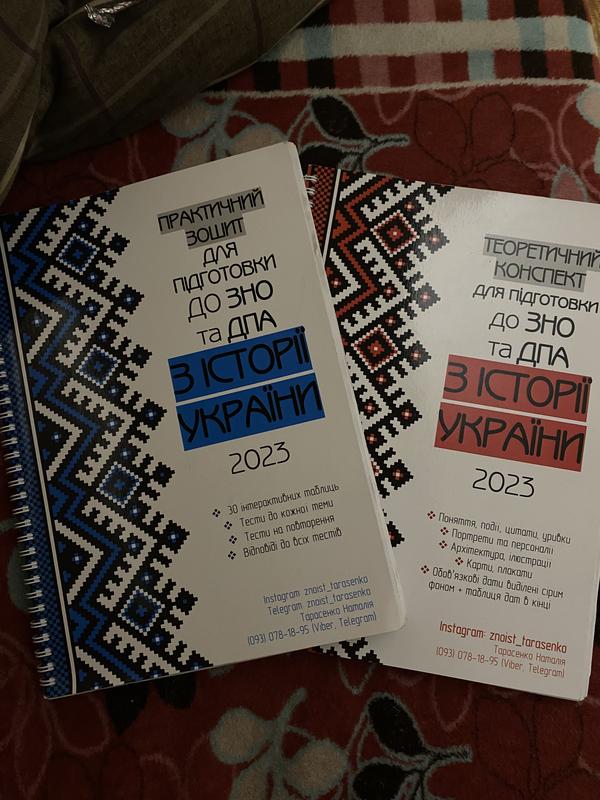 ПРАКТИЧНИЙ
ЗОШИТ
ДЛЯ
ПІДГОТОВКИ
ДО ЗНО
та ДПА
З ІСТОРІЇ
УКРАЇНИ
2023
30 інтерактивних таблиць
Тести до кожної теми
Тести на повторення
Відповіді до всіх тестів
Instagram znoist_tarasenko
Telegram znoist_tarasenko
Тарасенко Наталія
(093) 078-18-95 (Viber, Telegram)
ТЕОРЕТИЧНИЙ
КОНСПЕКТ
для підготовки
до ЗНО
та ДПА
З ІСТОРІЇ
УКРАЇНИ
2023
Поняття, події, цитати, уривки
Портрети та персоналії
Архітектура, ілюстрації
Карти, плакати
Обов'язкові дати виділені сірим
фоном + таблиця дат в кінці
Instagram: znoist_tarasenko
Тарасенко Наталія
(093) 078-18-95 (Viber, Telegram)